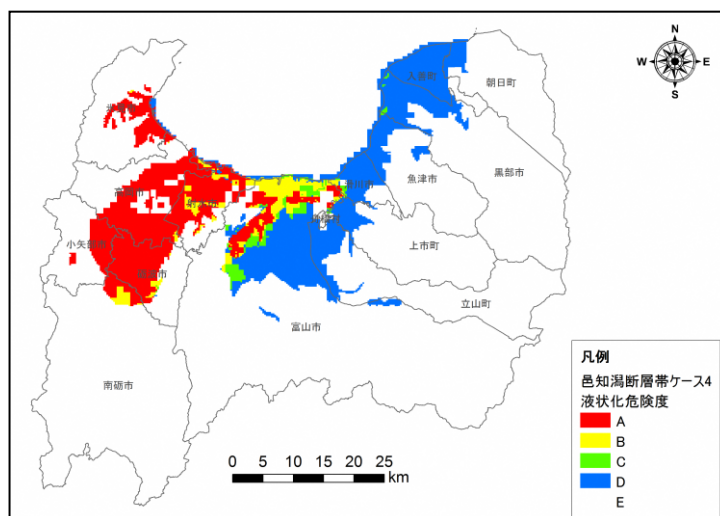 N
W
E
S
入善町
朝日町
氷見市
黒部市
魚津市
滑川市
高岡市
射水市
舟橋村
小矢部市
上市町
砺波市
立山町
富山市
南砺市
凡例
邑知潟断層帯ケース4
液状化危険度
A
B
C
D
E
0 5 10 15 20 25
km